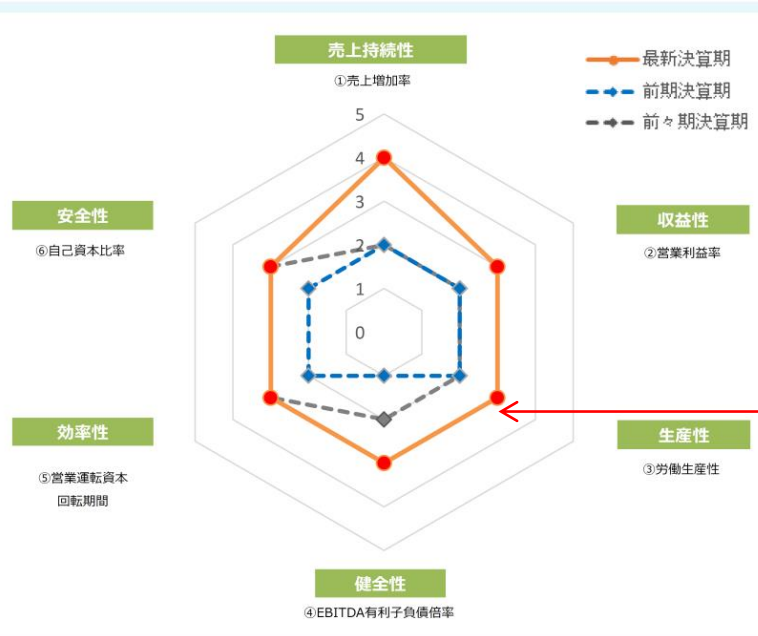 売上持続性
①売上増加率
最新決算期
前期決算期
前々期決算期
5
4
3
2
1
0
安全性
⑥自己資本比率
収益性
②営業利益率
効率性
⑤営業運転資本
回転期間
生産性
③労働生産性
健全性
④EBITDA有利子負債倍率